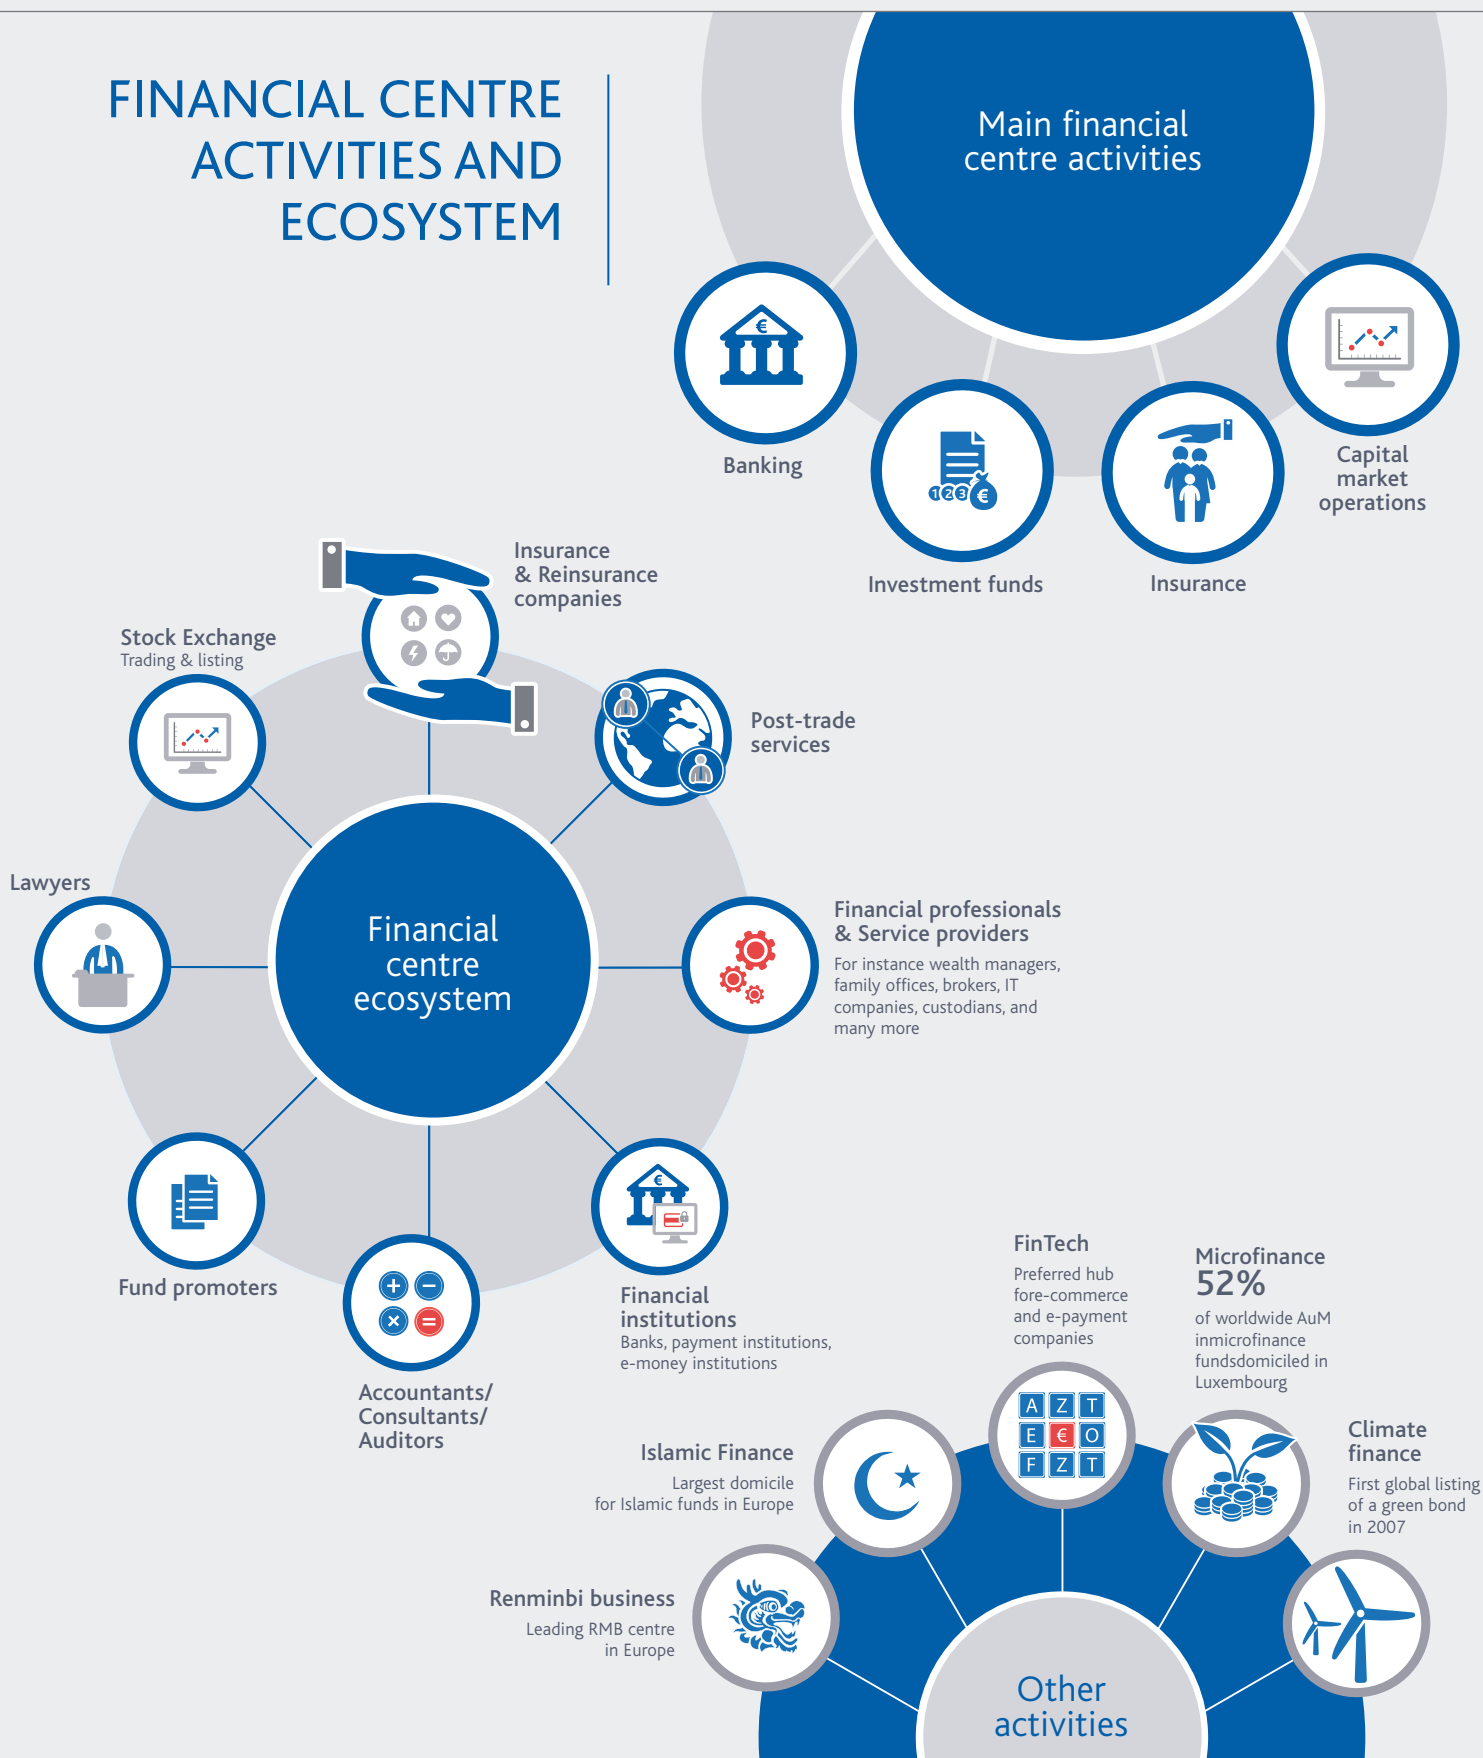 FINANCIAL CENTRE
ACTIVITIES AND
ECOSYSTEM
Main financial
centre activities
€
Banking
1 2 3 €
Investment funds
Insurance
Capital
market
operations
Insurance
& Reinsurance
companies
Stock Exchange
Trading & listing
Post-trade
services
Lawyers
Financial
centre
ecosystem
Financial professionals
& Service providers
For instance wealth managers,
family offices, brokers, IT
companies, custodians, and
many more
Fund promoters
+ −
× =
Accountants/
Consultants/
Auditors
€
Financial
institutions
Banks, payment institutions,
e-money institutions
FinTech
Preferred hub
fore-commerce
and e-payment
companies
A Z T
E € O
F Z T
Microfinance
52%
of worldwide AuM
inmicrofinance
fundsdomiciled in
Luxembourg
Climate
finance
First global listing
of a green bond
in 2007
Islamic Finance
Largest domicile
for Islamic funds in Europe
Renminbi business
Leading RMB centre
in Europe
Other
activities